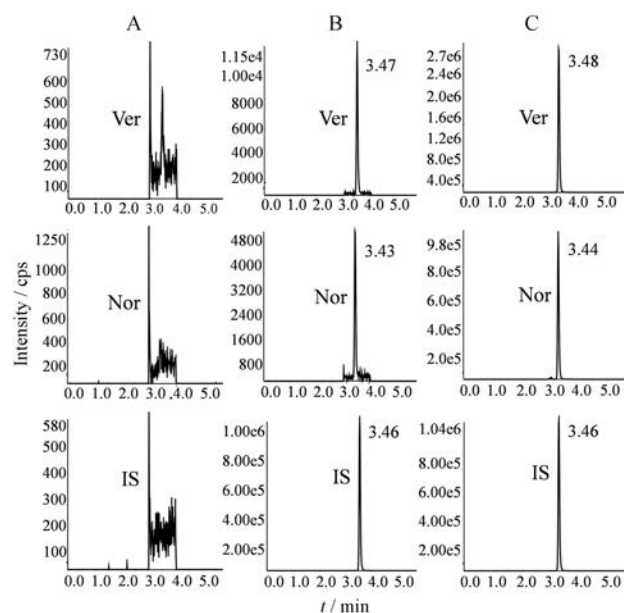 A B C
730
600
500
400
300
200
100
Ver
0.0 1.0 2.0 3.0 4.0 5.0
1.15e4
1.00e4
8000
6000
4000
2000
3.47
Ver
0.0 1.0 2.0 3.0 4.0 5.0
2.7e6
2.4e6
2.0e6
1.6e6
1.2e6
8.0e5
4.0e5
3.48
Ver
0.0 1.0 2.0 3.0 4.0 5.0
Intensity / cps
1250
1000
800
600
400
200
Nor
0.0 1.0 2.0 3.0 4.0 5.0
4800
4000
3200
2400
1600
800
3.43
Nor
0.0 1.0 2.0 3.0 4.0 5.0
9.8e5
8.0e5
6.0e5
4.0e5
2.0e5
3.44
Nor
0.0 1.0 2.0 3.0 4.0 5.0
580
500
400
300
200
100
IS
0.0 1.0 2.0 3.0 4.0 5.0
1.00e6
8.00e5
6.00e5
4.00e5
2.00e5
3.46
IS
0.0 1.0 2.0 3.0 4.0 5.0
1.04e6
8.00e5
6.00e5
4.00e5
2.00e5
3.46
IS
0.0 1.0 2.0 3.0 4.0 5.0
t / min